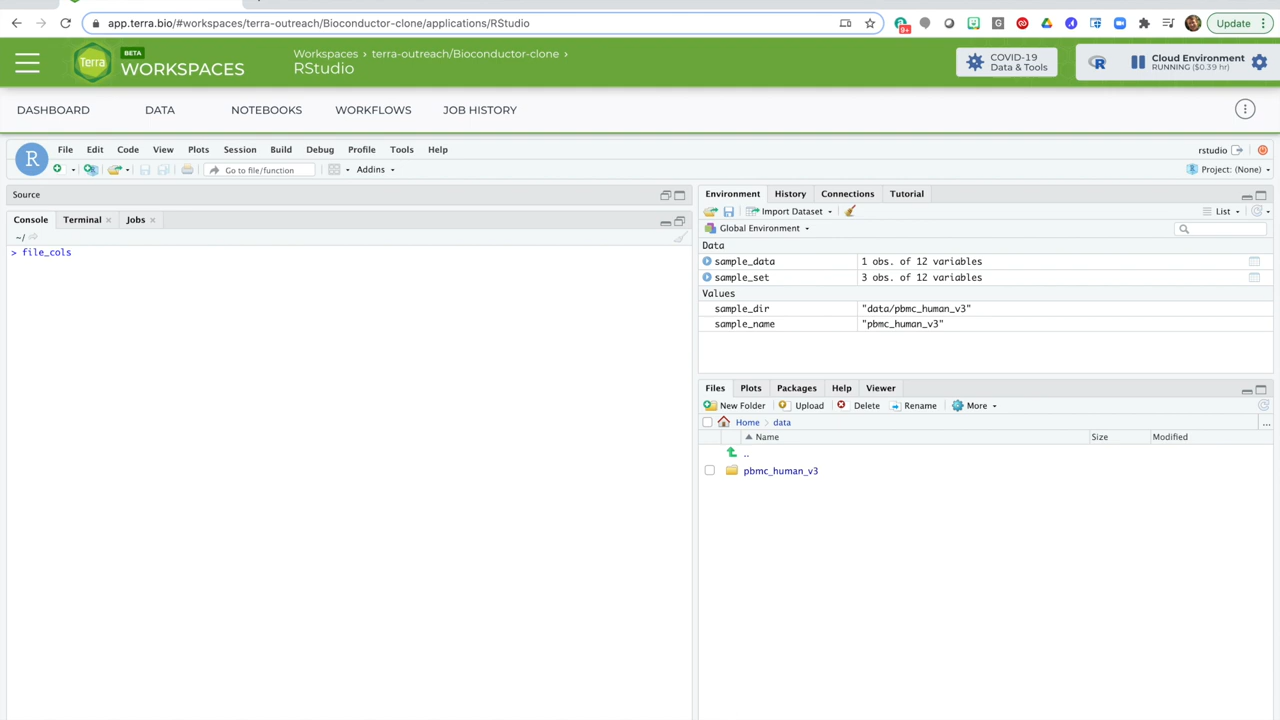 app.terra.bio/#workspaces/terra-outreach/Bioconductor-clone/applications/RStudio
9+
Update
Terra
BETA
WORKSPACES
Workspaces › terra-outreach/Bioconductor-clone ›
RStudio
COVID-19
Data & Tools
R
Cloud Environment
RUNNING ($0.39 hr)
DASHBOARD
DATA
NOTEBOOKS
WORKFLOWS
JOB HISTORY
R
File Edit Code View Plots Session Build Debug Profile Tools Help
rstudio
Go to file/function
Addins
Project: (None)
Source
Console Terminal Jobs
~/
> file_cols
Environment History Connections Tutorial
Import Dataset
List
Global Environment
Data
sample_data 1 obs. of 12 variables
sample_set 3 obs. of 12 variables
Values
sample_dir "data/pbmc_human_v3"
sample_name "pbmc_human_v3"
Files Plots Packages Help Viewer
New Folder Upload Delete Rename More
Home › data
...
Name Size Modified
..
pbmc_human_v3